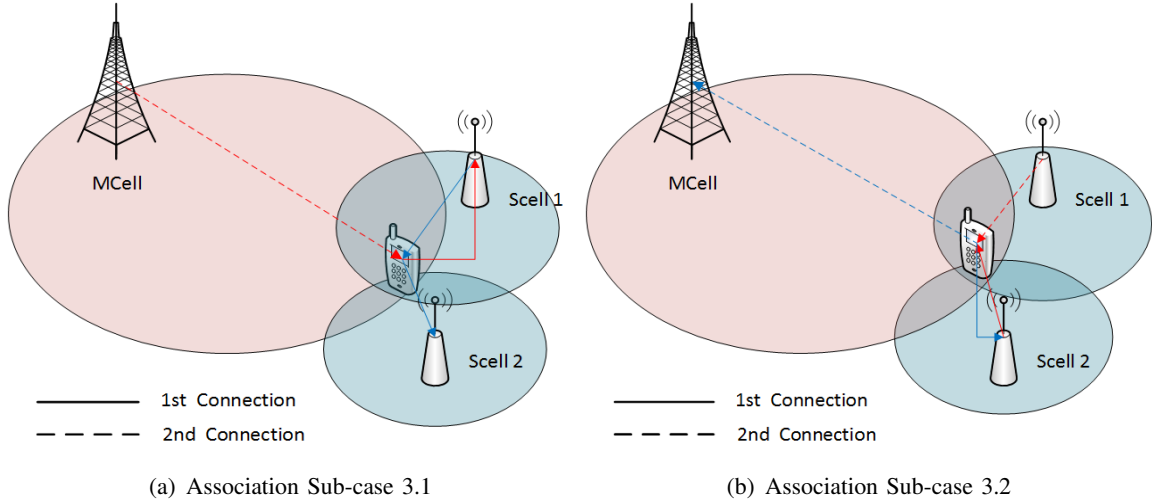 MCell
Scell 1
Scell 2
1st Connection
2nd Connection
(a) Association Sub-case 3.1
MCell
Scell 1
Scell 2
1st Connection
2nd Connection
(b) Association Sub-case 3.2